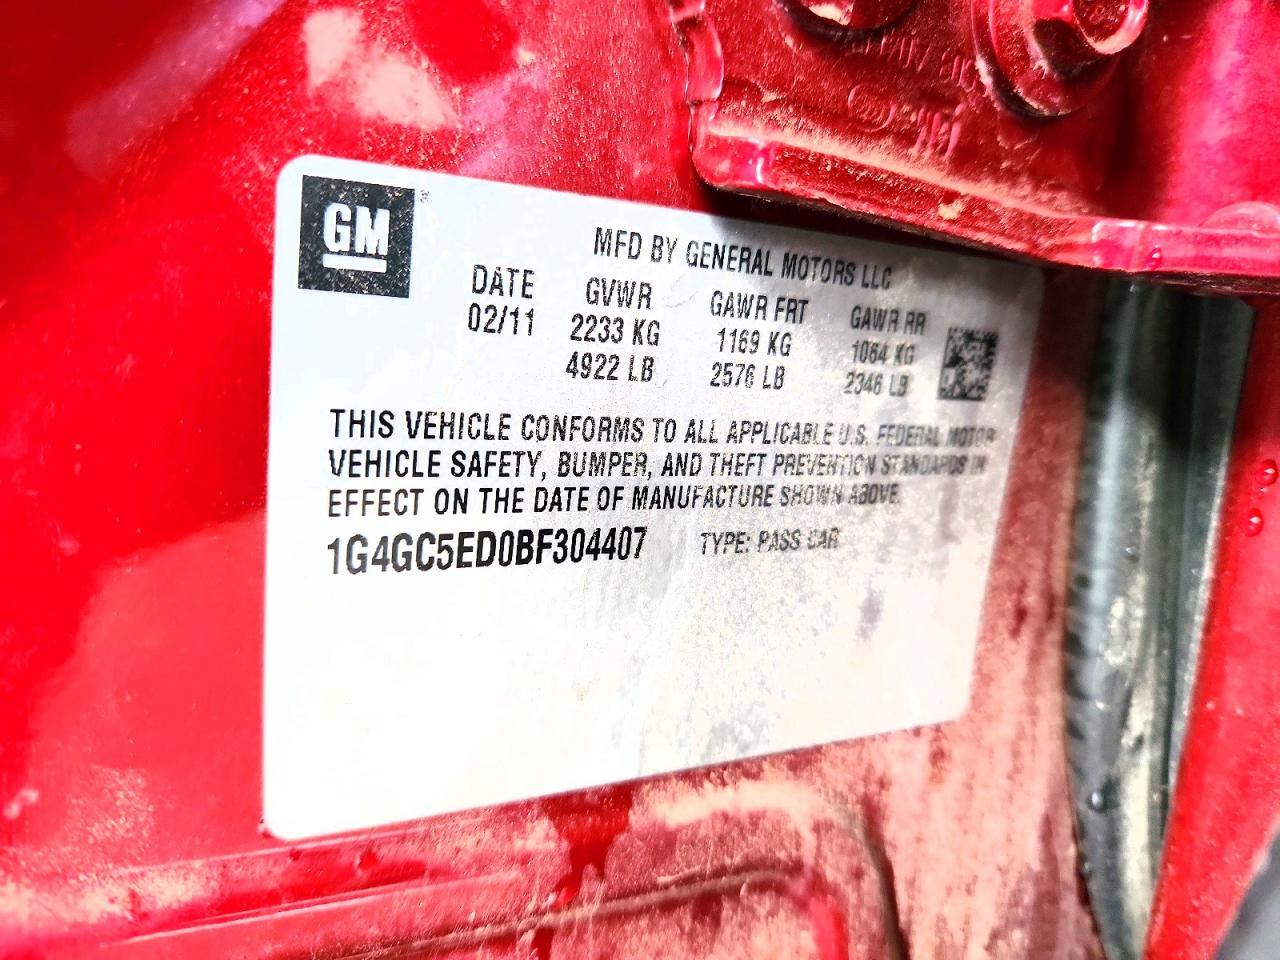 GM
MFD BY GENERAL MOTORS LLC
DATE GVWR GAWR FRT GAWR RR
02/11 2233 KG 1169 KG 1064 KG
4922 LB 2576 LB 2346 LB
THIS VEHICLE CONFORMS TO ALL APPLICABLE U.S. FEDERAL MOTOR
VEHICLE SAFETY, BUMPER, AND THEFT PREVENTION STANDARDS IN
EFFECT ON THE DATE OF MANUFACTURE SHOWN ABOVE.
1G4GC5ED0BF304407 TYPE: PASS CAR